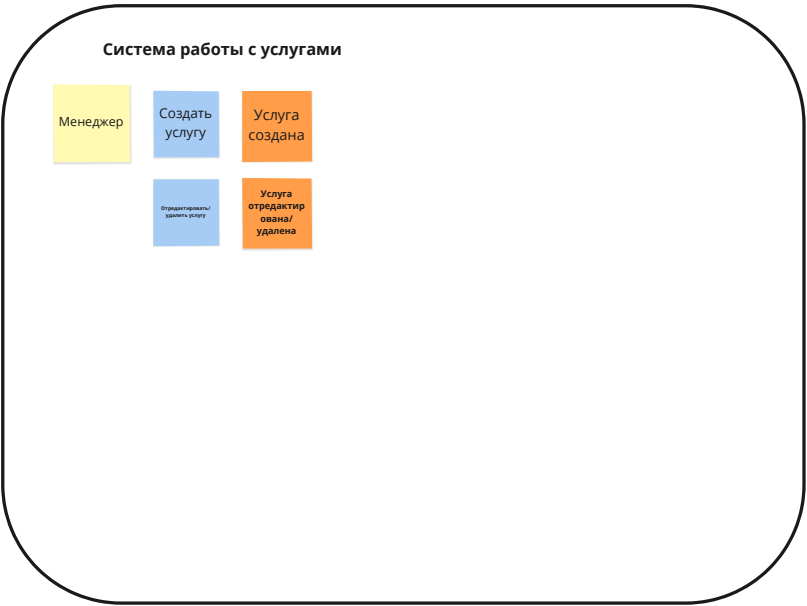 Система работы с услугами
Менеджер
Создать
услугу
Услуга
создана
Отредактировать/
удалить услугу
Услуга
отредактир
ована/
удалена